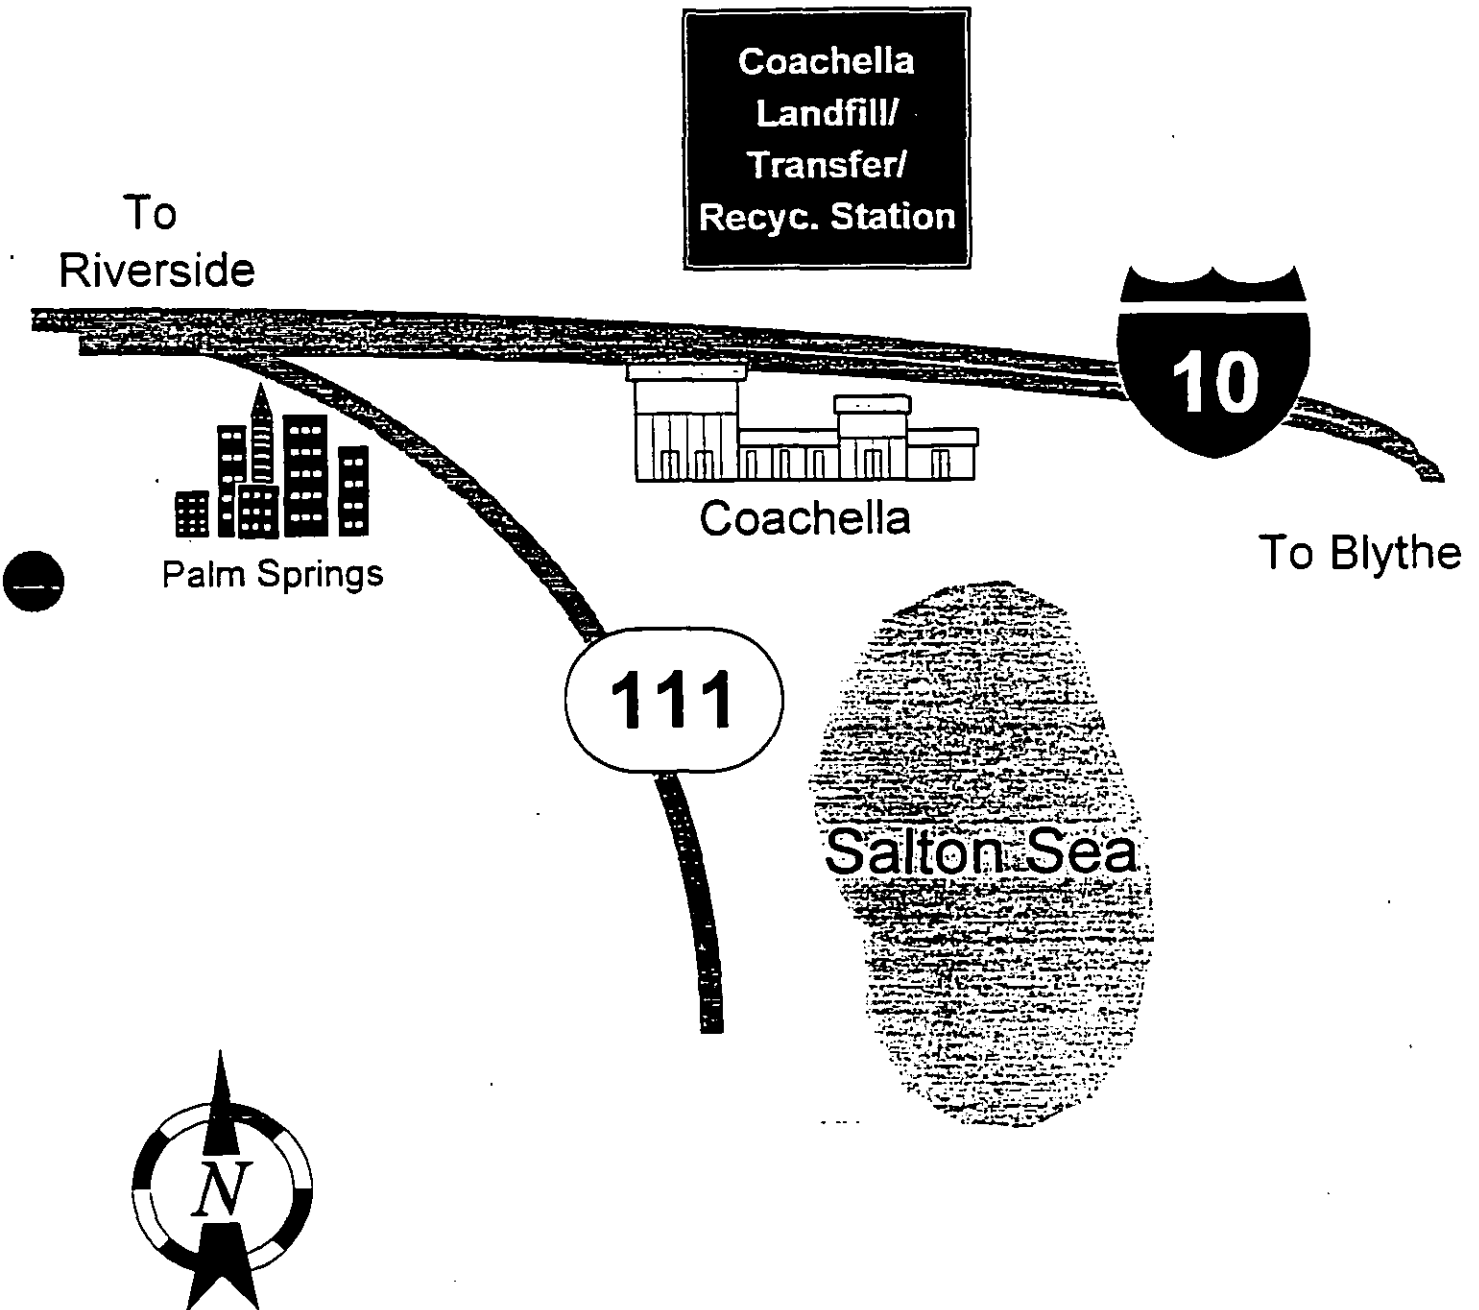 Coachella
Landfill/
Transfer/
Recyc. Station
To
Riverside
10
Coachella
To Blythe
Palm Springs
111
Salton Sea
N